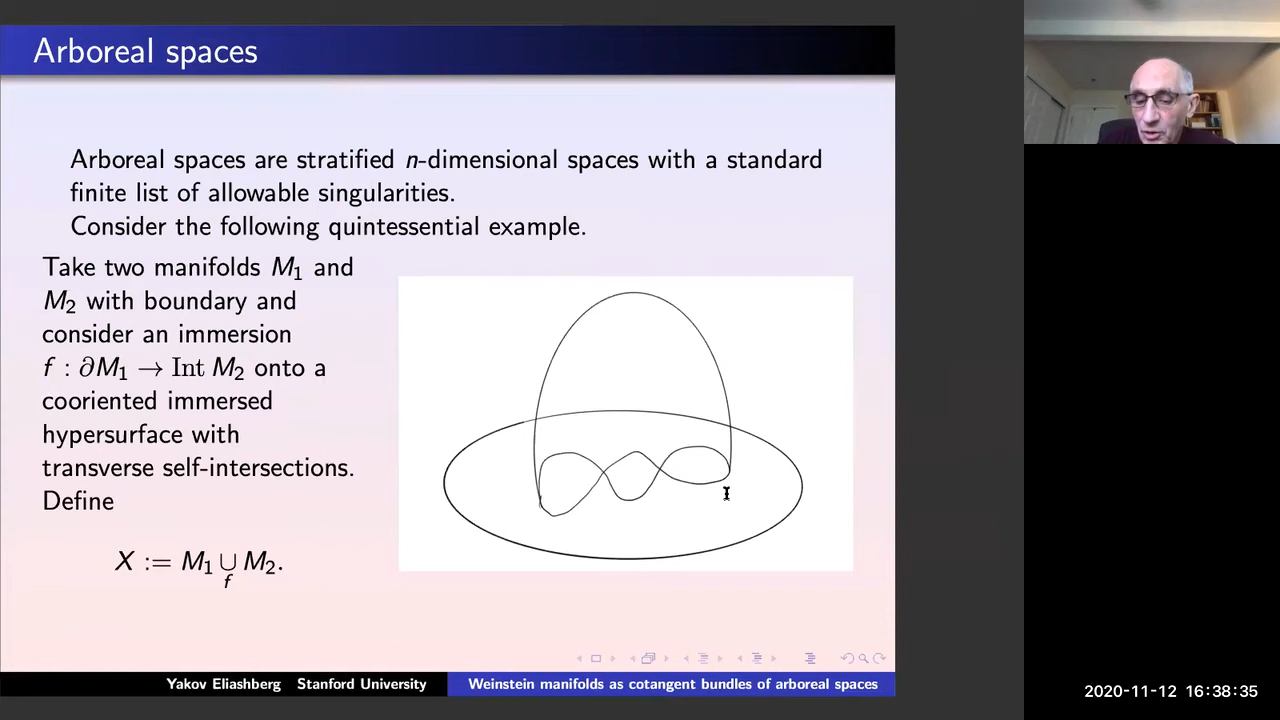 Arboreal spaces
Arboreal spaces are stratified n-dimensional spaces with a standard
finite list of allowable singularities.
Consider the following quintessential example.
Take two manifolds M₁ and
M₂ with boundary and
consider an immersion
f : ∂M₁ → Int M₂ onto a
cooriented immersed
hypersurface with
transverse self-intersections.
Define
X := M₁ ∪_f M₂.
Yakov Eliashberg Stanford University
Weinstein manifolds as cotangent bundles of arboreal spaces
2020-11-12 16:38:35